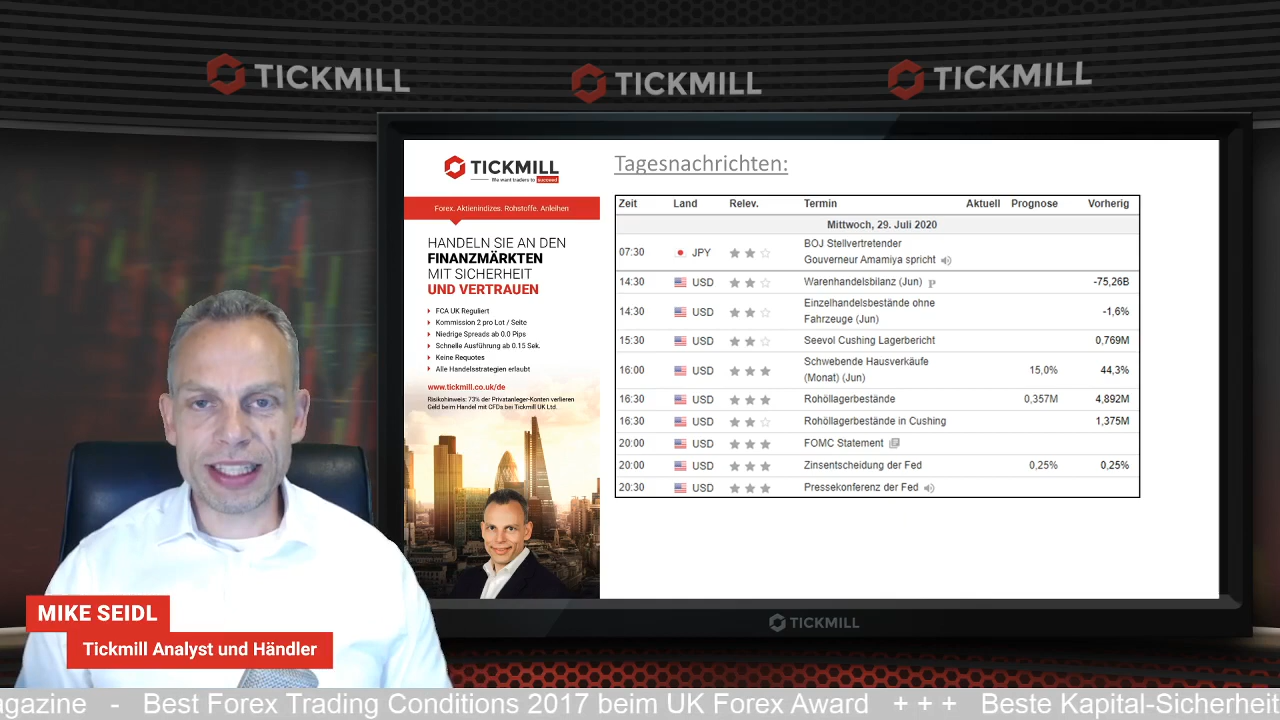 TICKMILL
TICKMILL
TICKMILL
TICKMILL
We want traders to succeed
Forex. Aktienindizes. Rohstoffe. Anleihen
HANDELN SIE AN DEN
FINANZMÄRKTEN
MIT SICHERHEIT
UND VERTRAUEN
FCA UK Reguliert
Kommission 2 pro Lot / Seite
Niedrige Spreads ab 0.0 Pips
Schnelle Ausführung ab 0.15 Sek.
Keine Requotes
Alle Handelsstrategien erlaubt
www.tickmill.co.uk/de
Risikohinweis: 73% der Privatanleger-Konten verlieren
Geld beim Handel mit CFDs bei Tickmill UK Ltd.
Tagesnachrichten:
Zeit Land Relev. Termin Aktuell Prognose Vorherig
Mittwoch, 29. Juli 2020
07:30 JPY BOJ Stellvertretender
Gouverneur Amamiya spricht
14:30 USD Warenhandelsbilanz (Jun) P -75,26B
14:30 USD Einzelhandelsbestände ohne
Fahrzeuge (Jun) -1,6%
15:30 USD Seevol Cushing Lagerbericht 0,769M
16:00 USD Schwebende Hausverkäufe
(Monat) (Jun) 15,0% 44,3%
16:30 USD Rohöllagerbestände 0,357M 4,892M
16:30 USD Rohöllagerbestände in Cushing 1,375M
20:00 USD FOMC Statement
20:00 USD Zinsentscheidung der Fed 0,25% 0,25%
20:30 USD Pressekonferenz der Fed
TICKMILL
MIKE SEIDL
Tickmill Analyst und Händler
agazine - Best Forex Trading Conditions 2017 beim UK Forex Award + + + Beste Kapital-Sicherheit